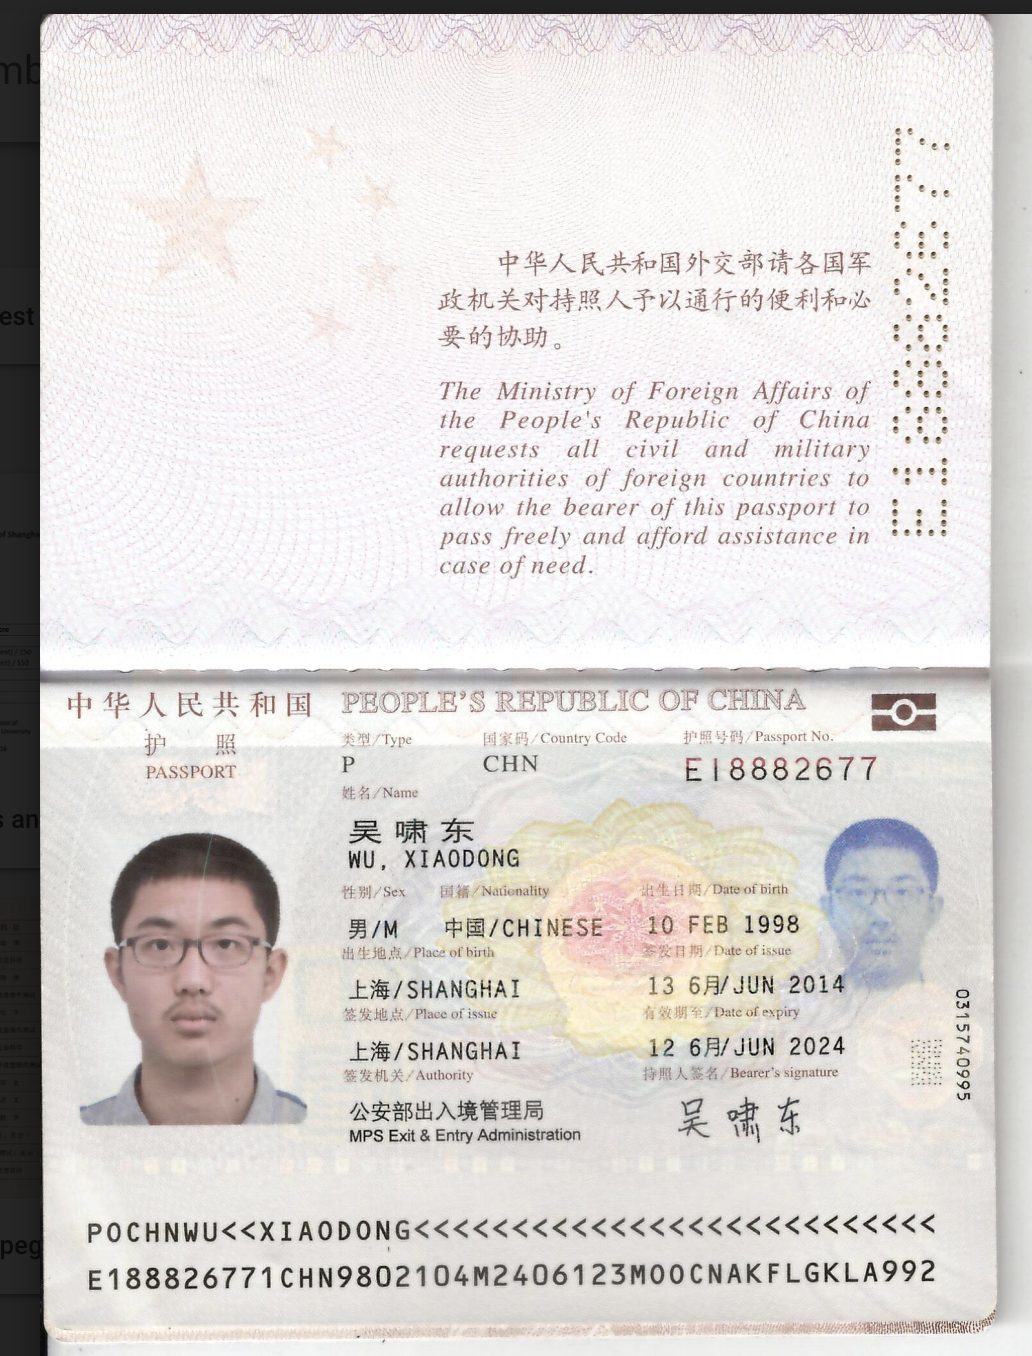 中华人民共和国外交部请各国军
政机关对持照人予以通行的便利和必
要的协助。
The Ministry of Foreign Affairs of
the People's Republic of China
requests all civil and military
authorities of foreign countries to
allow the bearer of this passport to
pass freely and afford assistance in
case of need.
E18882677
中华人民共和国 PEOPLE'S REPUBLIC OF CHINA
护照
PASSPORT
类型/Type 国家码/Country Code 护照号码/Passport No.
P CHN E18882677
姓名/Name
吴啸东
WU, XIAODONG
性别/Sex 国籍/Nationality 出生日期/Date of birth
男/M 中国/CHINESE 10 FEB 1998
出生地点/Place of birth 签发日期/Date of issue
上海/SHANGHAI 13 6月/JUN 2014
签发地点/Place of issue 有效期至/Date of expiry
上海/SHANGHAI 12 6月/JUN 2024
签发机关/Authority 持照人签名/Bearer's signature
公安部出入境管理局 吴啸东
MPS Exit & Entry Administration
0315740995
POCHNWU<<XIAODONG<<<<<<<<<<<<<<<<<<<<<<<<<<<
E188826771CHN9802104M2406123MOOCNAKFLGKLA992